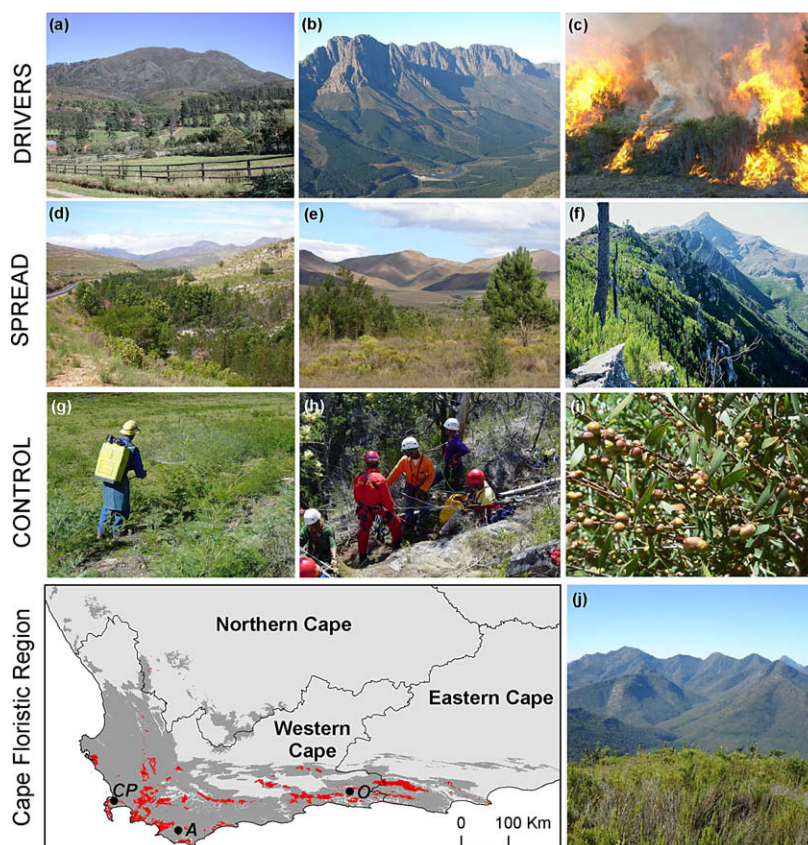 DRIVERS
(a)
(b)
(c)
SPREAD
(d)
(e)
(f)
CONTROL
(g)
(h)
(i)
Cape Floristic Region
Northern Cape
Eastern Cape
Western
Cape
CP
A
O
0 100 Km
(j)